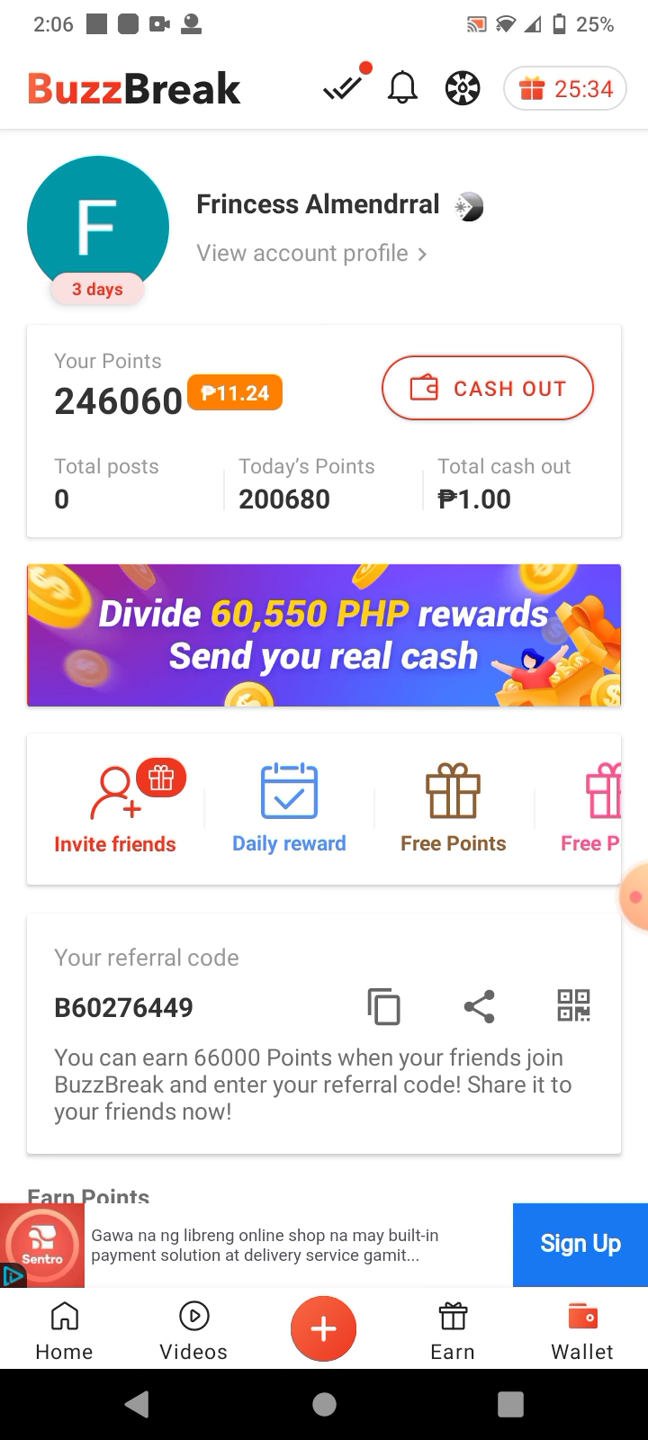 2:06
25%
BuzzBreak
25:34
F
Frincess Almendrral
View account profile
3 days
Your Points
246060 ₱11.24
CASH OUT
Total posts Today's Points Total cash out
0 200680 ₱1.00
Divide 60,550 PHP rewards
Send you real cash
Invite friends Daily reward Free Points Free P
Your referral code
B60276449
You can earn 66000 Points when your friends join
BuzzBreak and enter your referral code! Share it to
your friends now!
Earn Points
Sentro
Gawa na ng libreng online shop na may built-in
payment solution at delivery service gamit...
Sign Up
Home Videos Earn Wallet